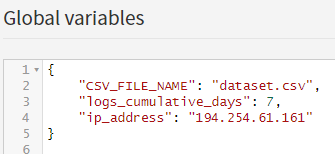 Global variables
1 {
2 "CSV_FILE_NAME": "dataset.csv",
3 "logs_cumulative_days": 7,
4 "ip_address": "194.254.61.161"
5 }
6